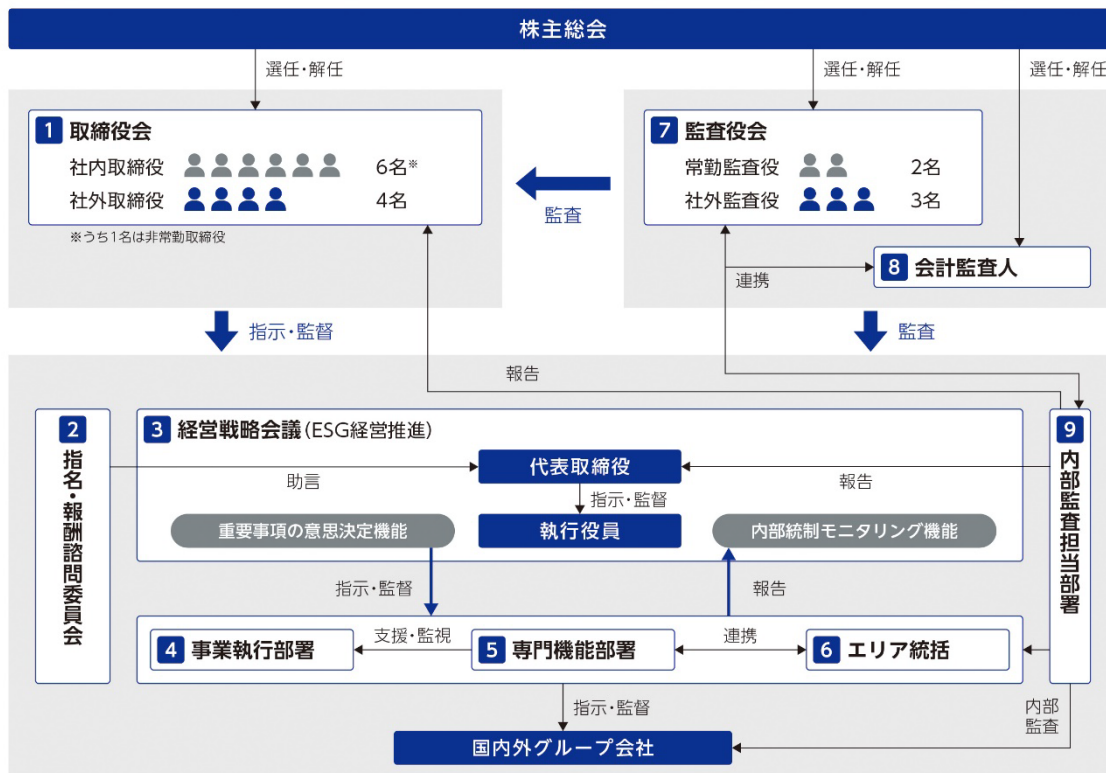 株主総会
選任・解任
選任・解任
選任・解任
1 取締役会
社内取締役 6名※
社外取締役 4名
※うち1名は非常勤取締役
監査
7 監査役会
常勤監査役 2名
社外監査役 3名
8 会計監査人
連携
指示・監督
監査
報告
2 指名・報酬諮問委員会
3 経営戦略会議(ESG経営推進)
助言
代表取締役
報告
指示・監督
重要事項の意思決定機能
執行役員
内部統制モニタリング機能
9 内部監査担当部署
指示・監督
報告
4 事業執行部署
支援・監視
5 専門機能部署
連携
6 エリア統括
指示・監督
内部
監査
国内外グループ会社